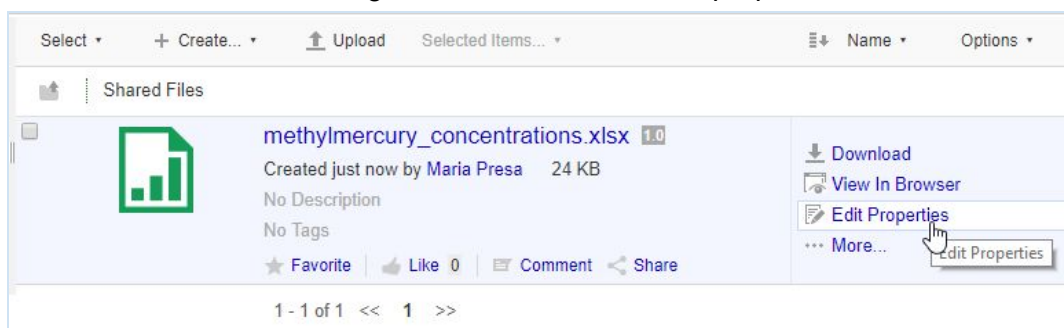 Select
+ Create...
Upload
Selected Items...
Name
Options
Shared Files
methylmercury_concentrations.xlsx 1.0
Created just now by Maria Presa 24 KB
No Description
No Tags
Favorite
Like 0
Comment
Share
Download
View In Browser
Edit Properties
... More...
Edit Properties
1 - 1 of 1 << 1 >>